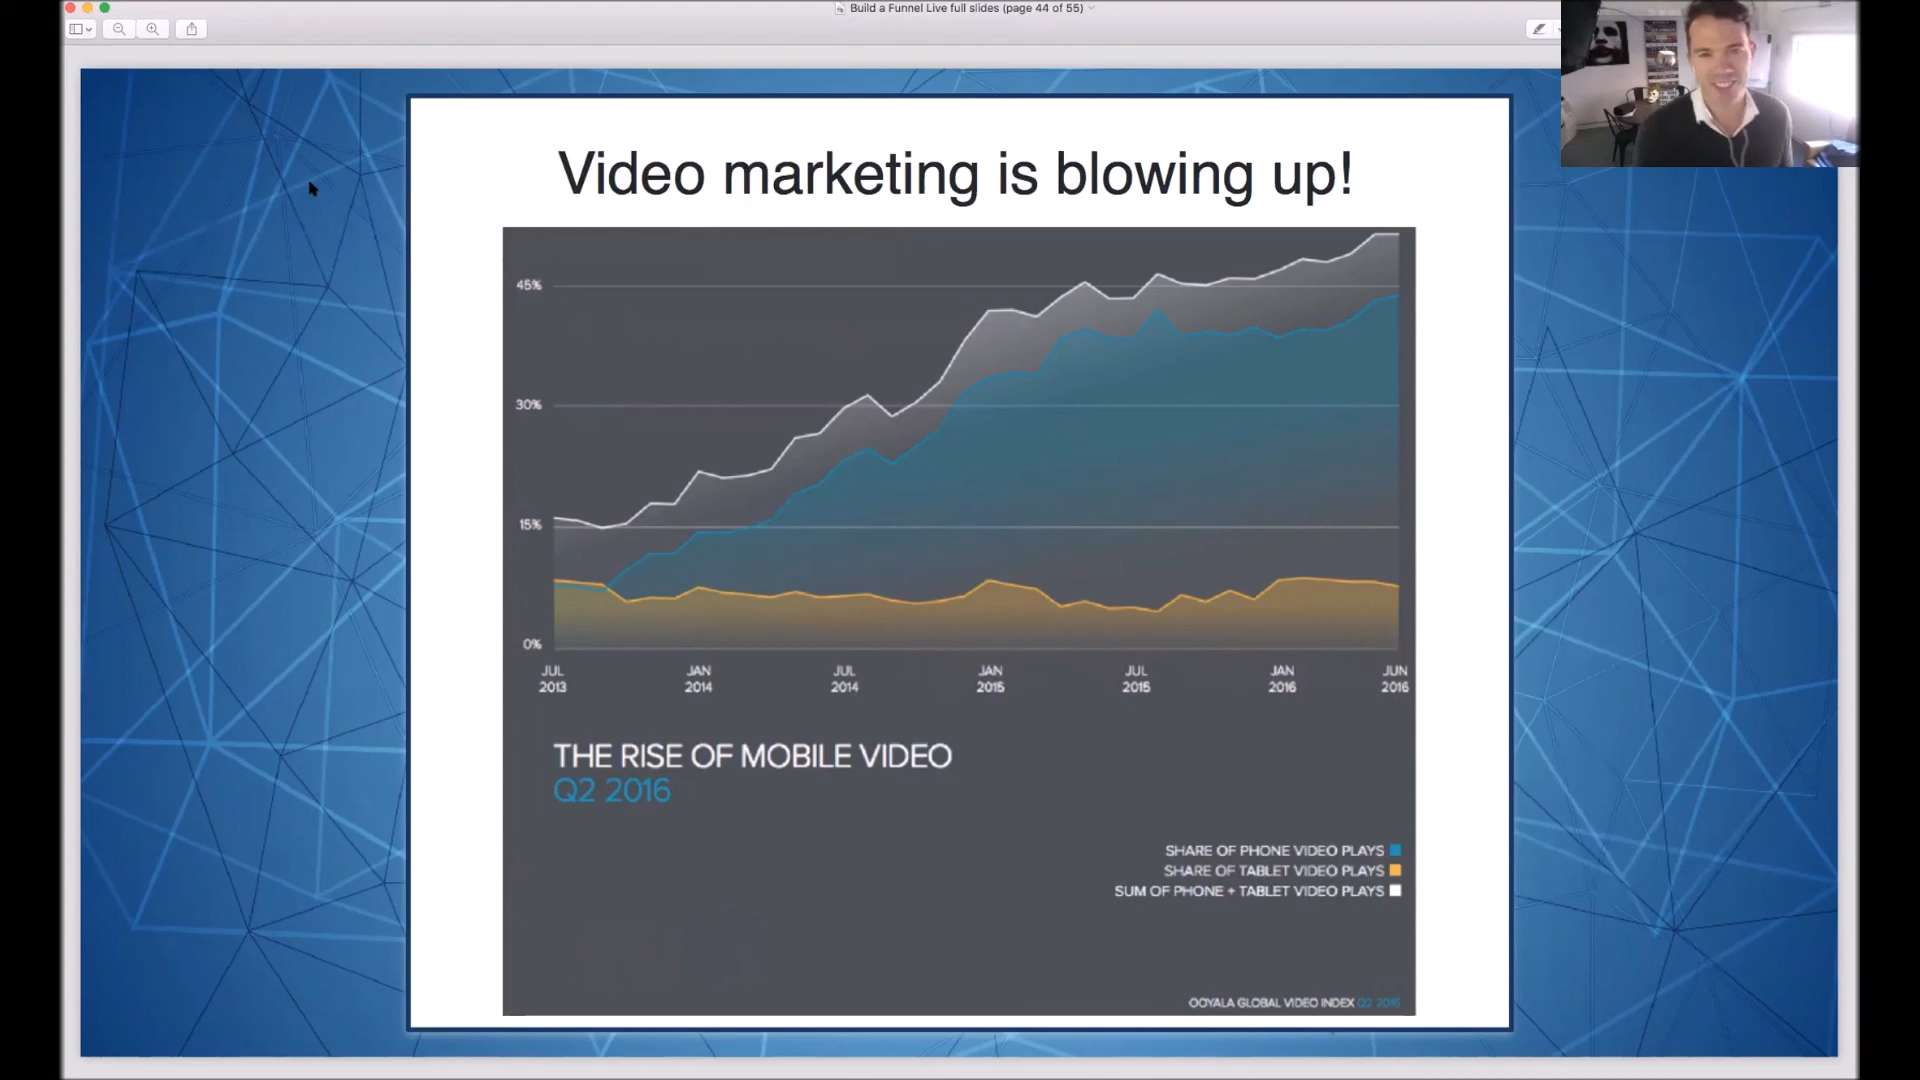 Build a Funnel Live full slides (page 44 of 55)
Video marketing is blowing up!
45%
30%
15%
0%
JUL 2013
JAN 2014
JUL 2014
JAN 2015
JUL 2015
JAN 2016
JUN 2016
THE RISE OF MOBILE VIDEO
Q2 2016
SHARE OF PHONE VIDEO PLAYS
SHARE OF TABLET VIDEO PLAYS
SUM OF PHONE + TABLET VIDEO PLAYS
OOYALA GLOBAL VIDEO INDEX Q2 2016